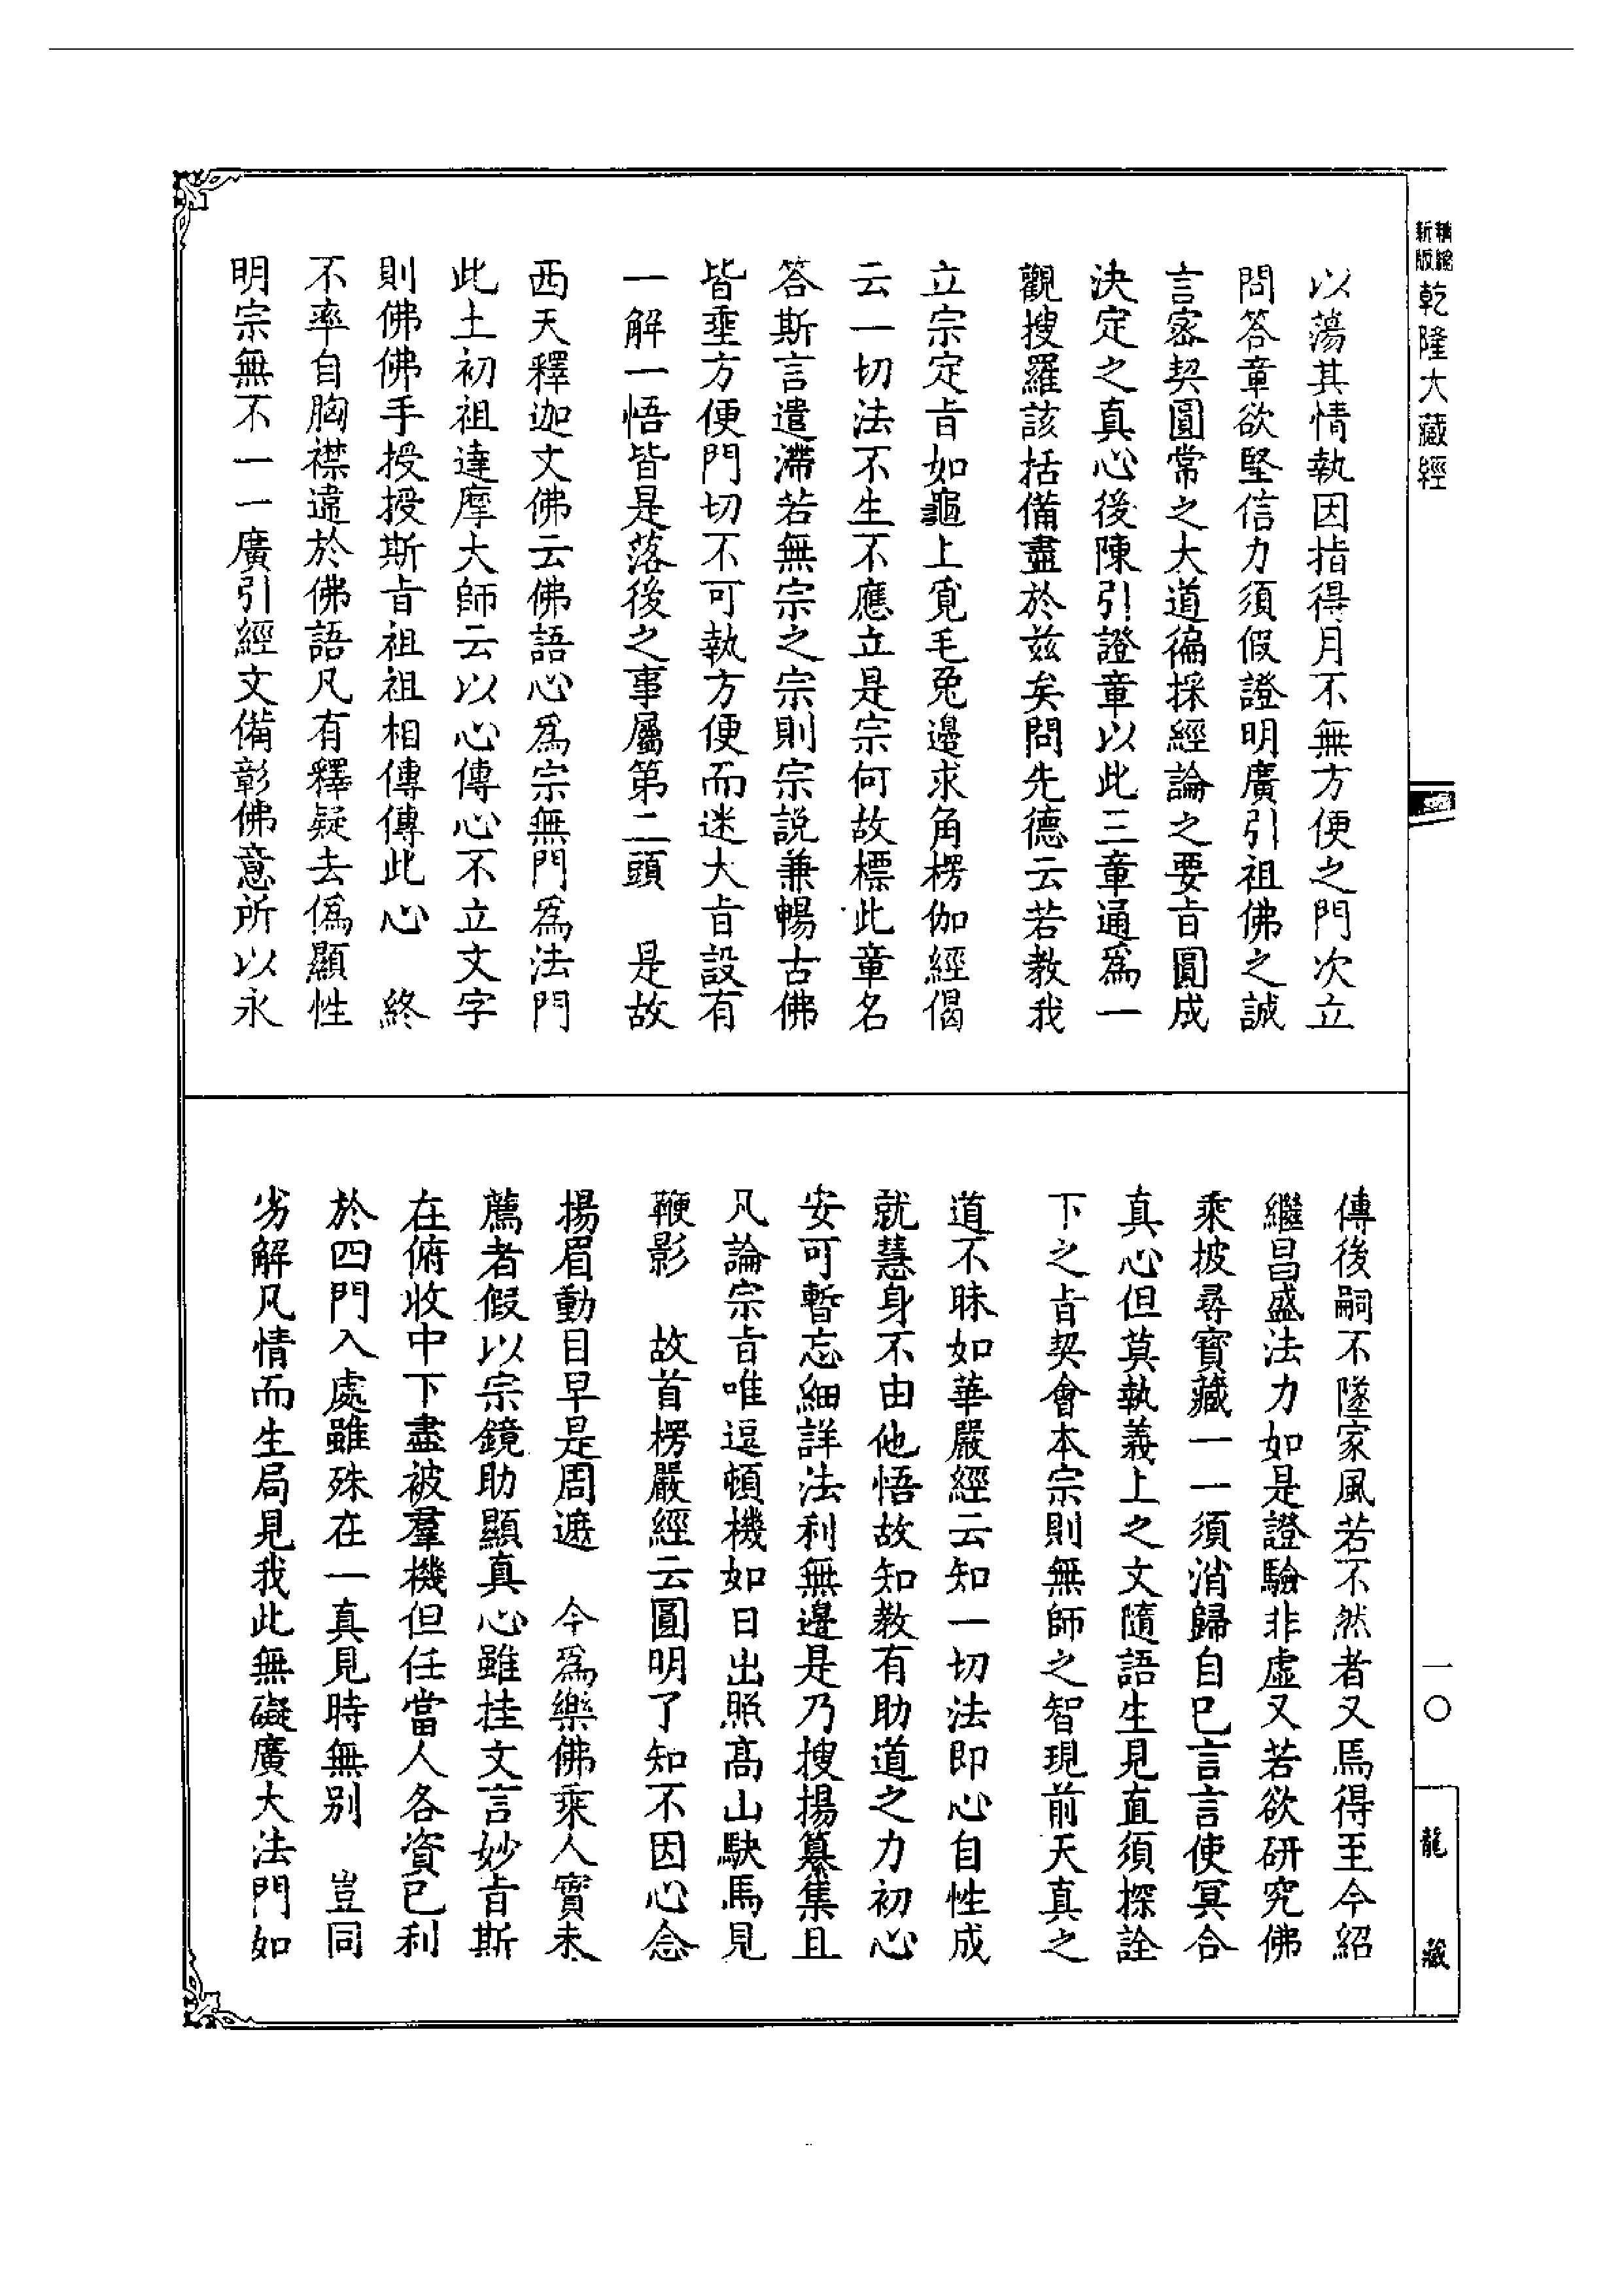 新版精縮乾隆大藏經
以蕩其情執因指得月不無方便之門次立
問答章欲堅信力須假證明廣引祖佛之誠
言密契圓常之大道徧採經論之要旨圓成
決定之真心後陳引證章以此三章通爲一
觀搜羅該括備盡於兹矣問先德云若教我
立宗定旨如龜上覓毛兔邊求角楞伽經偈
云一切法不生不應立是宗何故標此章名
答斯言遣滯若無宗之宗則宗説兼暢古佛
皆垂方便門切不可執方便而迷大旨設有
一解一悟皆是落後之事屬第二頭　是故
西天釋迦文佛云佛語心爲宗無門爲法門
此土初祖達摩大師云以心傳心不立文字
則佛佛手授授斯旨祖祖相傳傳此心　終
不率自胸襟違於佛語凡有釋疑去僞顯性
明宗無不一一廣引經文備彰佛意所以永
傳後嗣不墜家風若不然者又焉得至今紹
繼昌盛法力如是證驗非虛又若欲研究佛
乘披尋寶藏一一須消歸自已言言使冥合
真心但莫執義上之文隨語生見直須探詮
下之旨契會本宗則無師之智現前天真之
道不昧如華嚴經云知一切法即心自性成
就慧身不由他悟故知教有助道之力初心
安可暫忘細詳法利無邊是乃搜揚纂集且
凡論宗旨唯逗頓機如日出照高山駃馬見
鞭影　故首楞嚴經云圓明了知不因心念
揚眉動目早是周遮　今爲樂佛乘人實未
薦者假以宗鏡助顯真心雖挂文言妙旨斯
在俯收中下盡被羣機但任當人各資已利
於四門入處雖殊在一真見時無别　豈同
劣解凡情而生局見我此無礙廣大法門如
一〇
龍藏